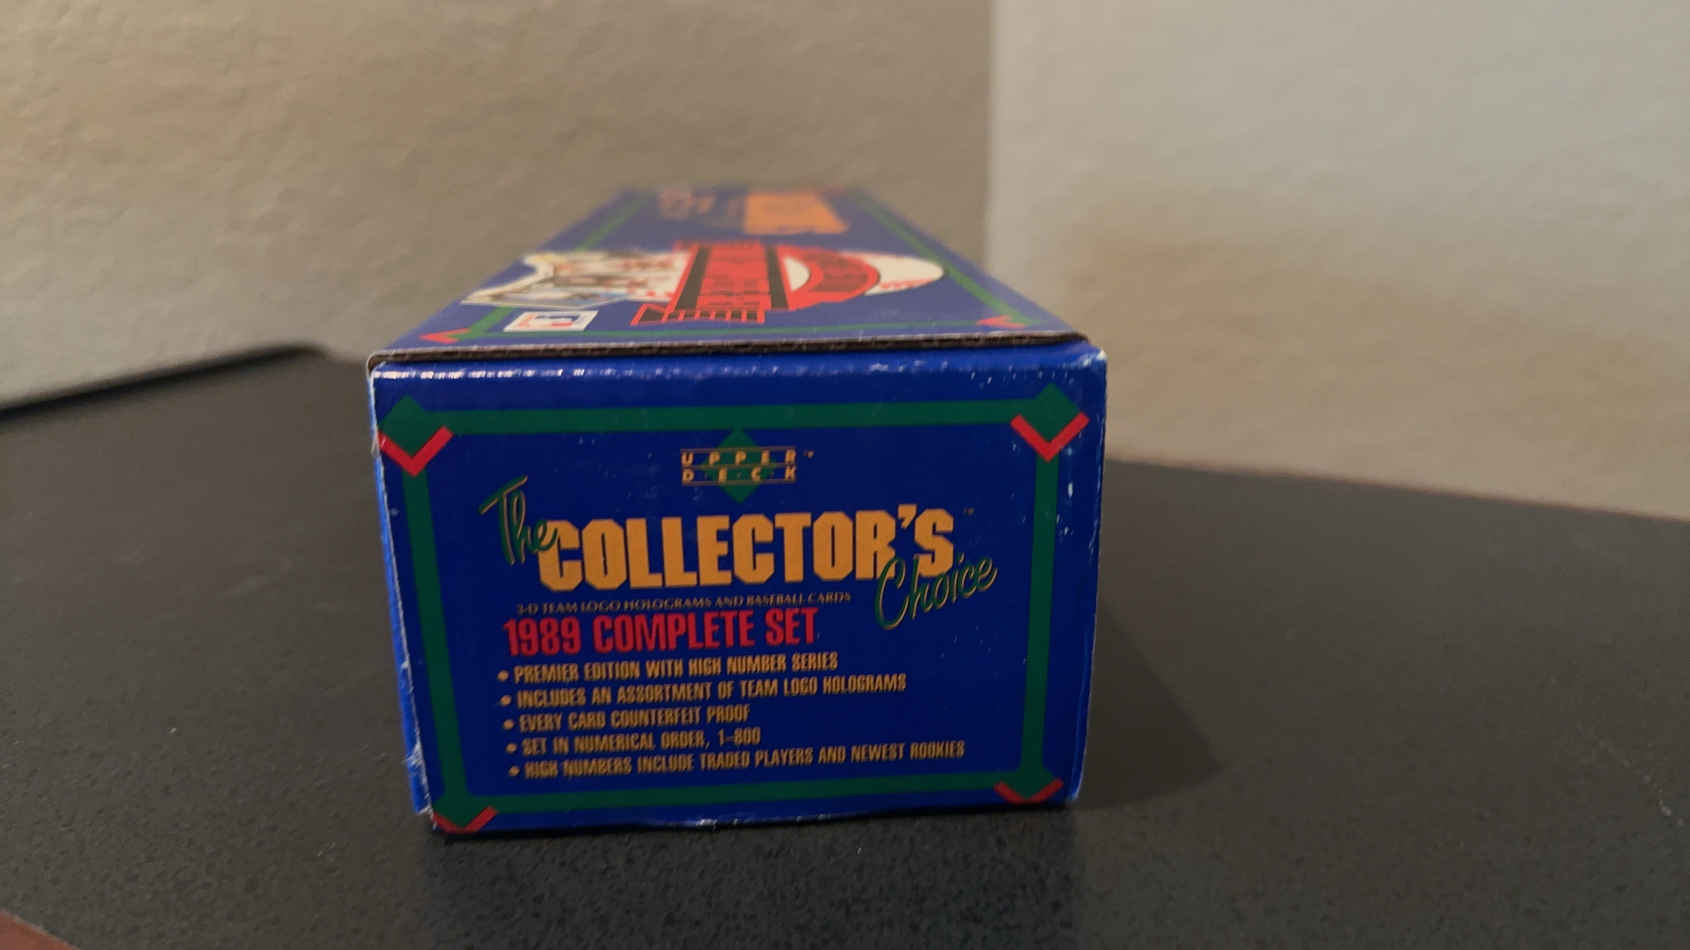 UPPER
DECK
The COLLECTOR'S Choice
3-D TEAM LOGO HOLOGRAMS AND BASEBALL CARDS
1989 COMPLETE SET
• PREMIER EDITION WITH HIGH NUMBER SERIES
• INCLUDES AN ASSORTMENT OF TEAM LOGO HOLOGRAMS
• EVERY CARD COUNTERFEIT PROOF
• SET IN NUMERICAL ORDER, 1-800
• HIGH NUMBERS INCLUDE TRADED PLAYERS AND NEWEST ROOKIES